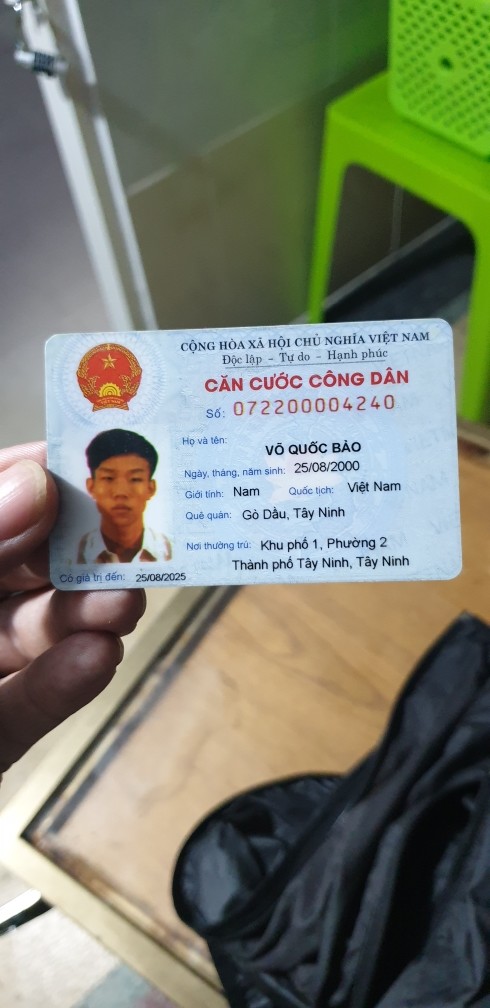 CỘNG HÒA XÃ HỘI CHỦ NGHĨA VIỆT NAM
Độc lập - Tự do - Hạnh phúc
CĂN CƯỚC CÔNG DÂN
Số: 072200004240
Họ và tên:
VÕ QUỐC BẢO
Ngày, tháng, năm sinh: 25/08/2000
Giới tính: Nam Quốc tịch: Việt Nam
Quê quán: Gò Dầu, Tây Ninh
Nơi thường trú: Khu phố 1, Phường 2
Thành phố Tây Ninh, Tây Ninh
Có giá trị đến: 25/08/2025